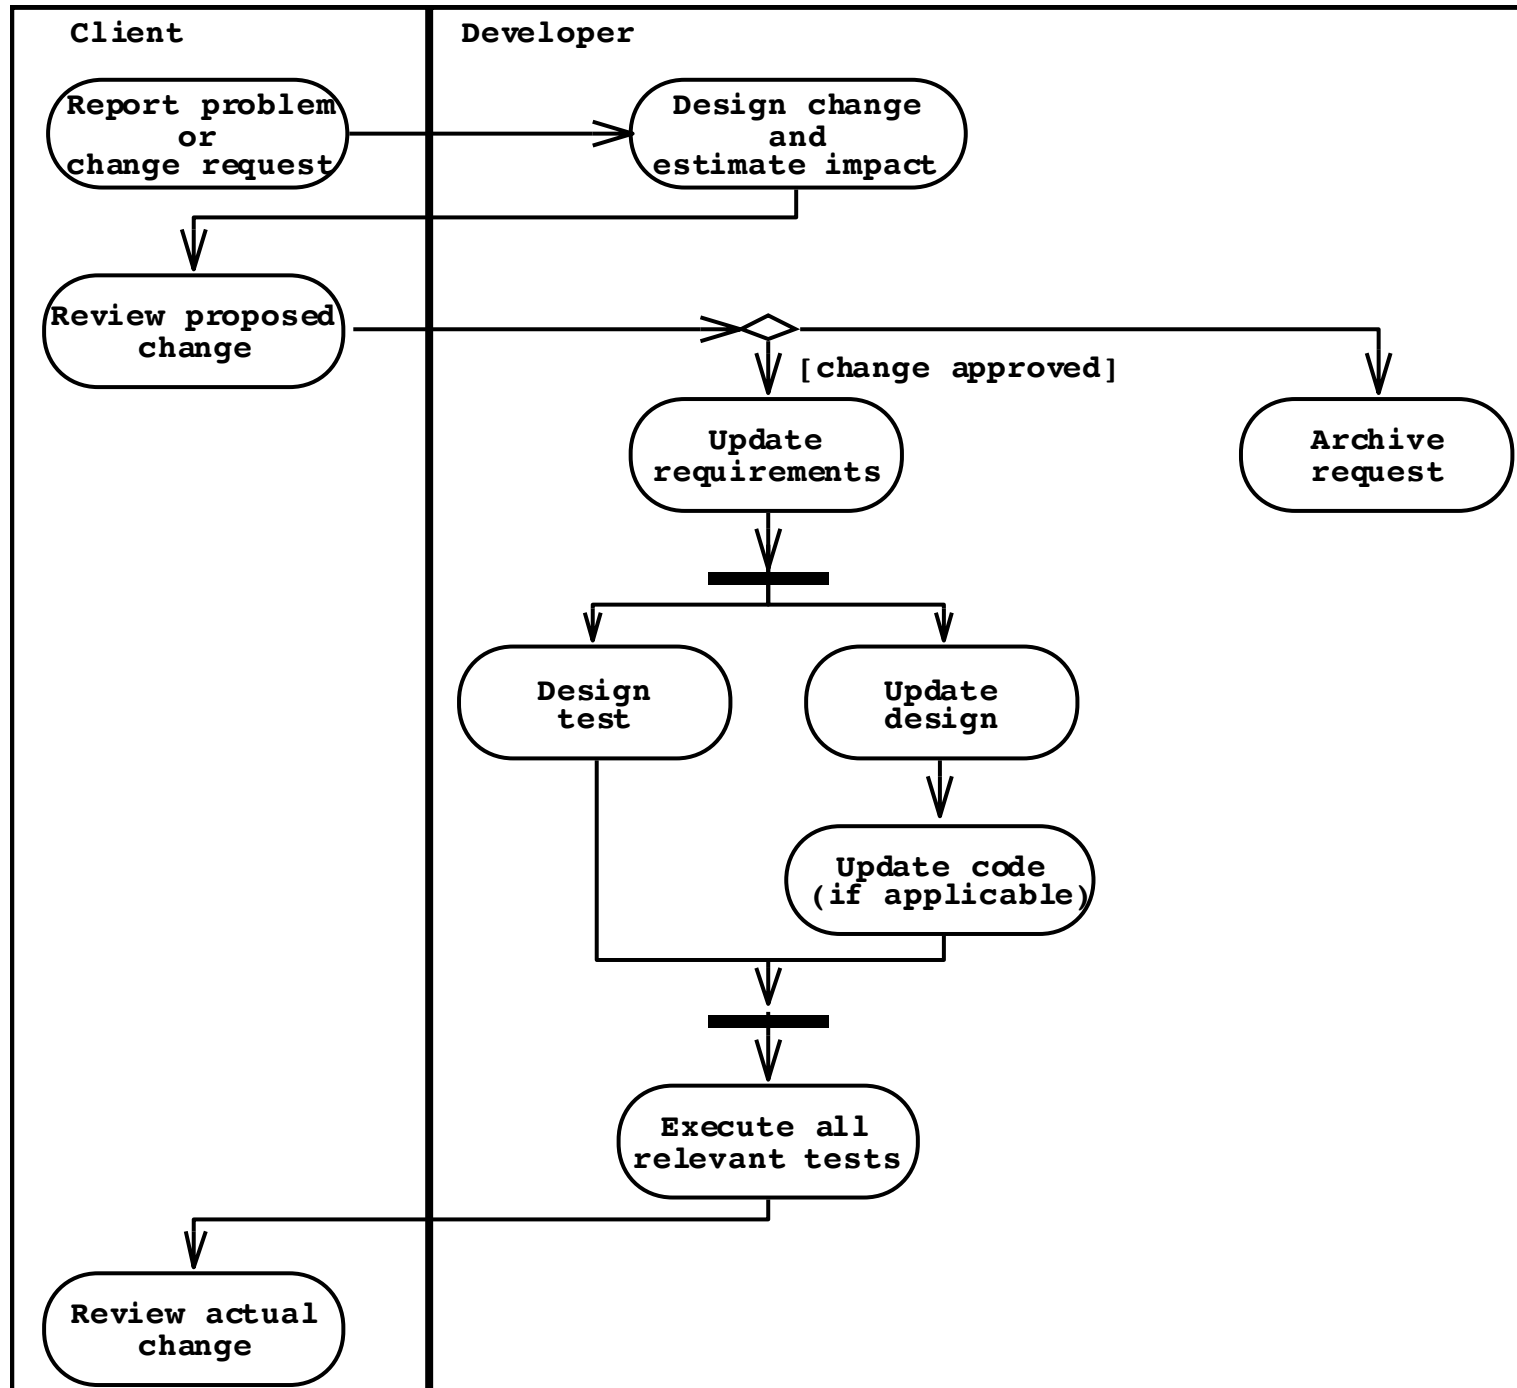 Client
Developer
Report problem
or
change request
Design change
and
estimate impact
Review proposed
change
[change approved]
Update
requirements
Archive
request
Design
test
Update
design
Update code
(if applicable)
Execute all
relevant tests
Review actual
change